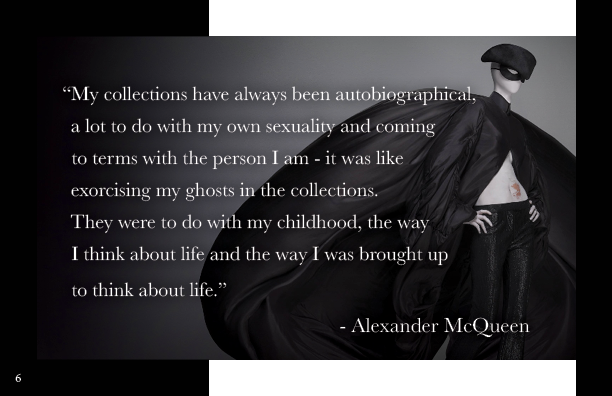 “My collections have always been autobiographical,
a lot to do with my own sexuality and coming
to terms with the person I am - it was like
exorcising my ghosts in the collections.
They were to do with my childhood, the way
I think about life and the way I was brought up
to think about life.”
- Alexander McQueen
6